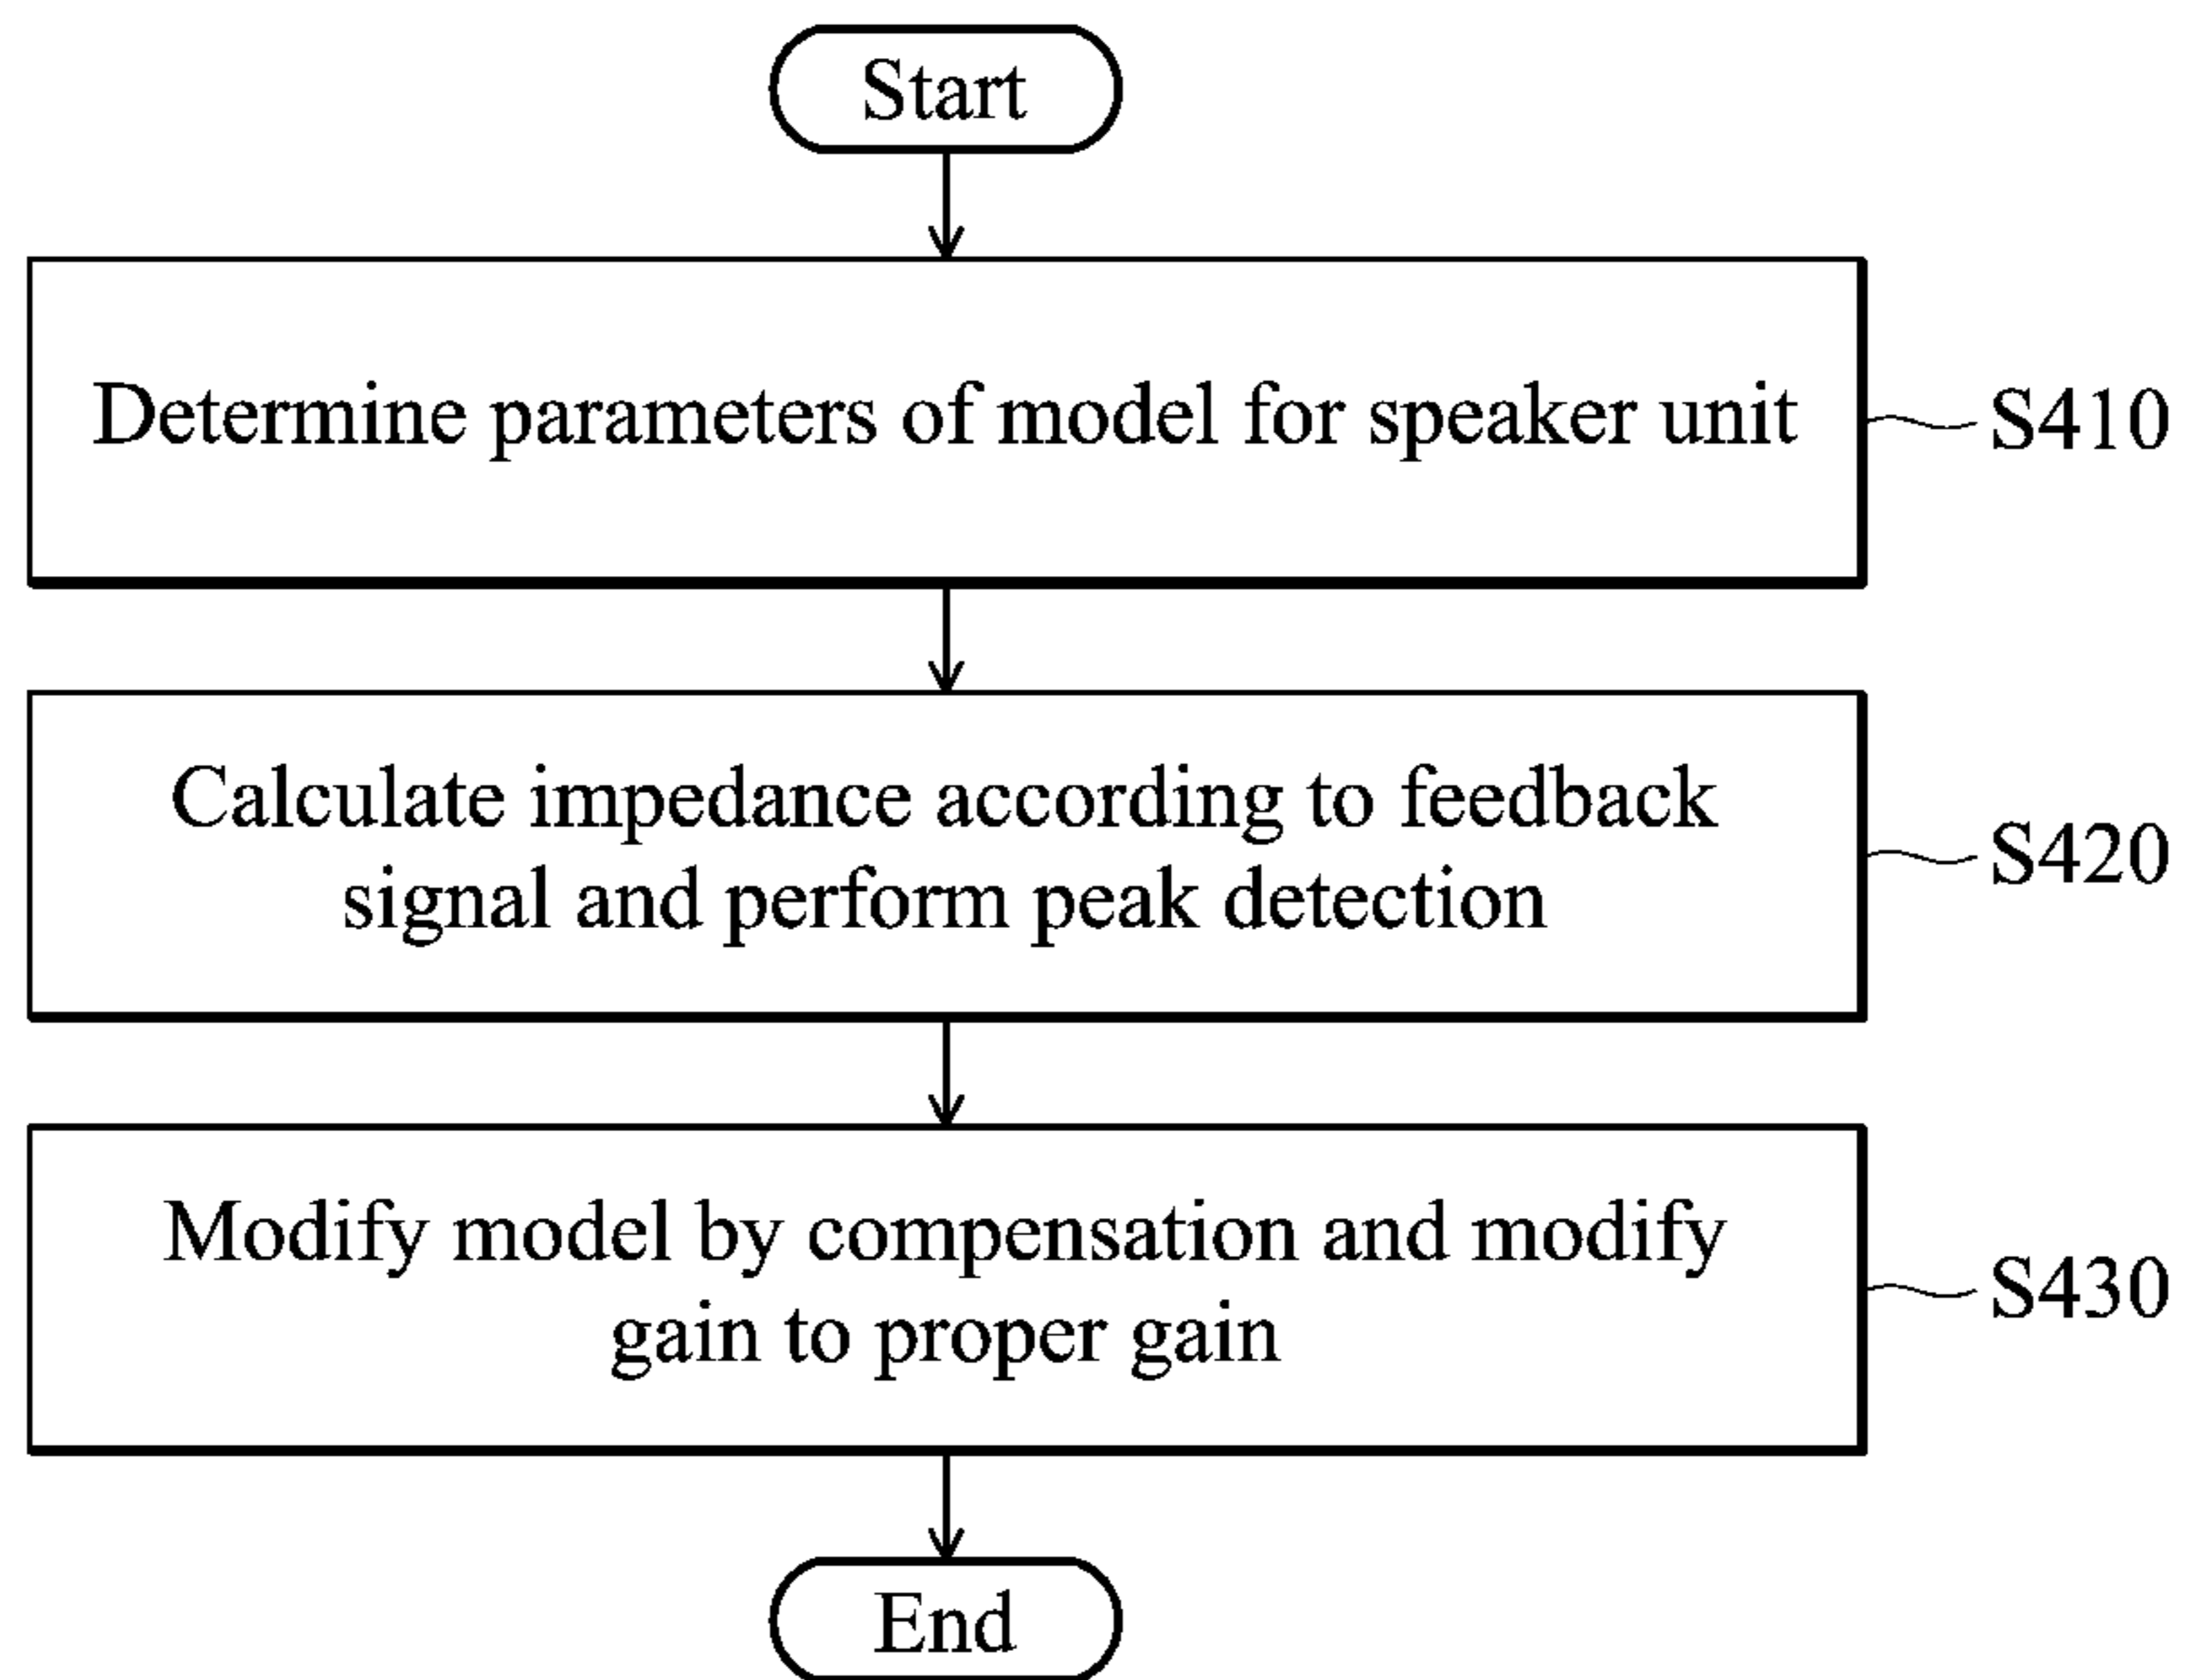 Start
Determine parameters of model for speaker unit
S410
Calculate impedance according to feedback
signal and perform peak detection
S420
Modify model by compensation and modify
gain to proper gain
S430
End